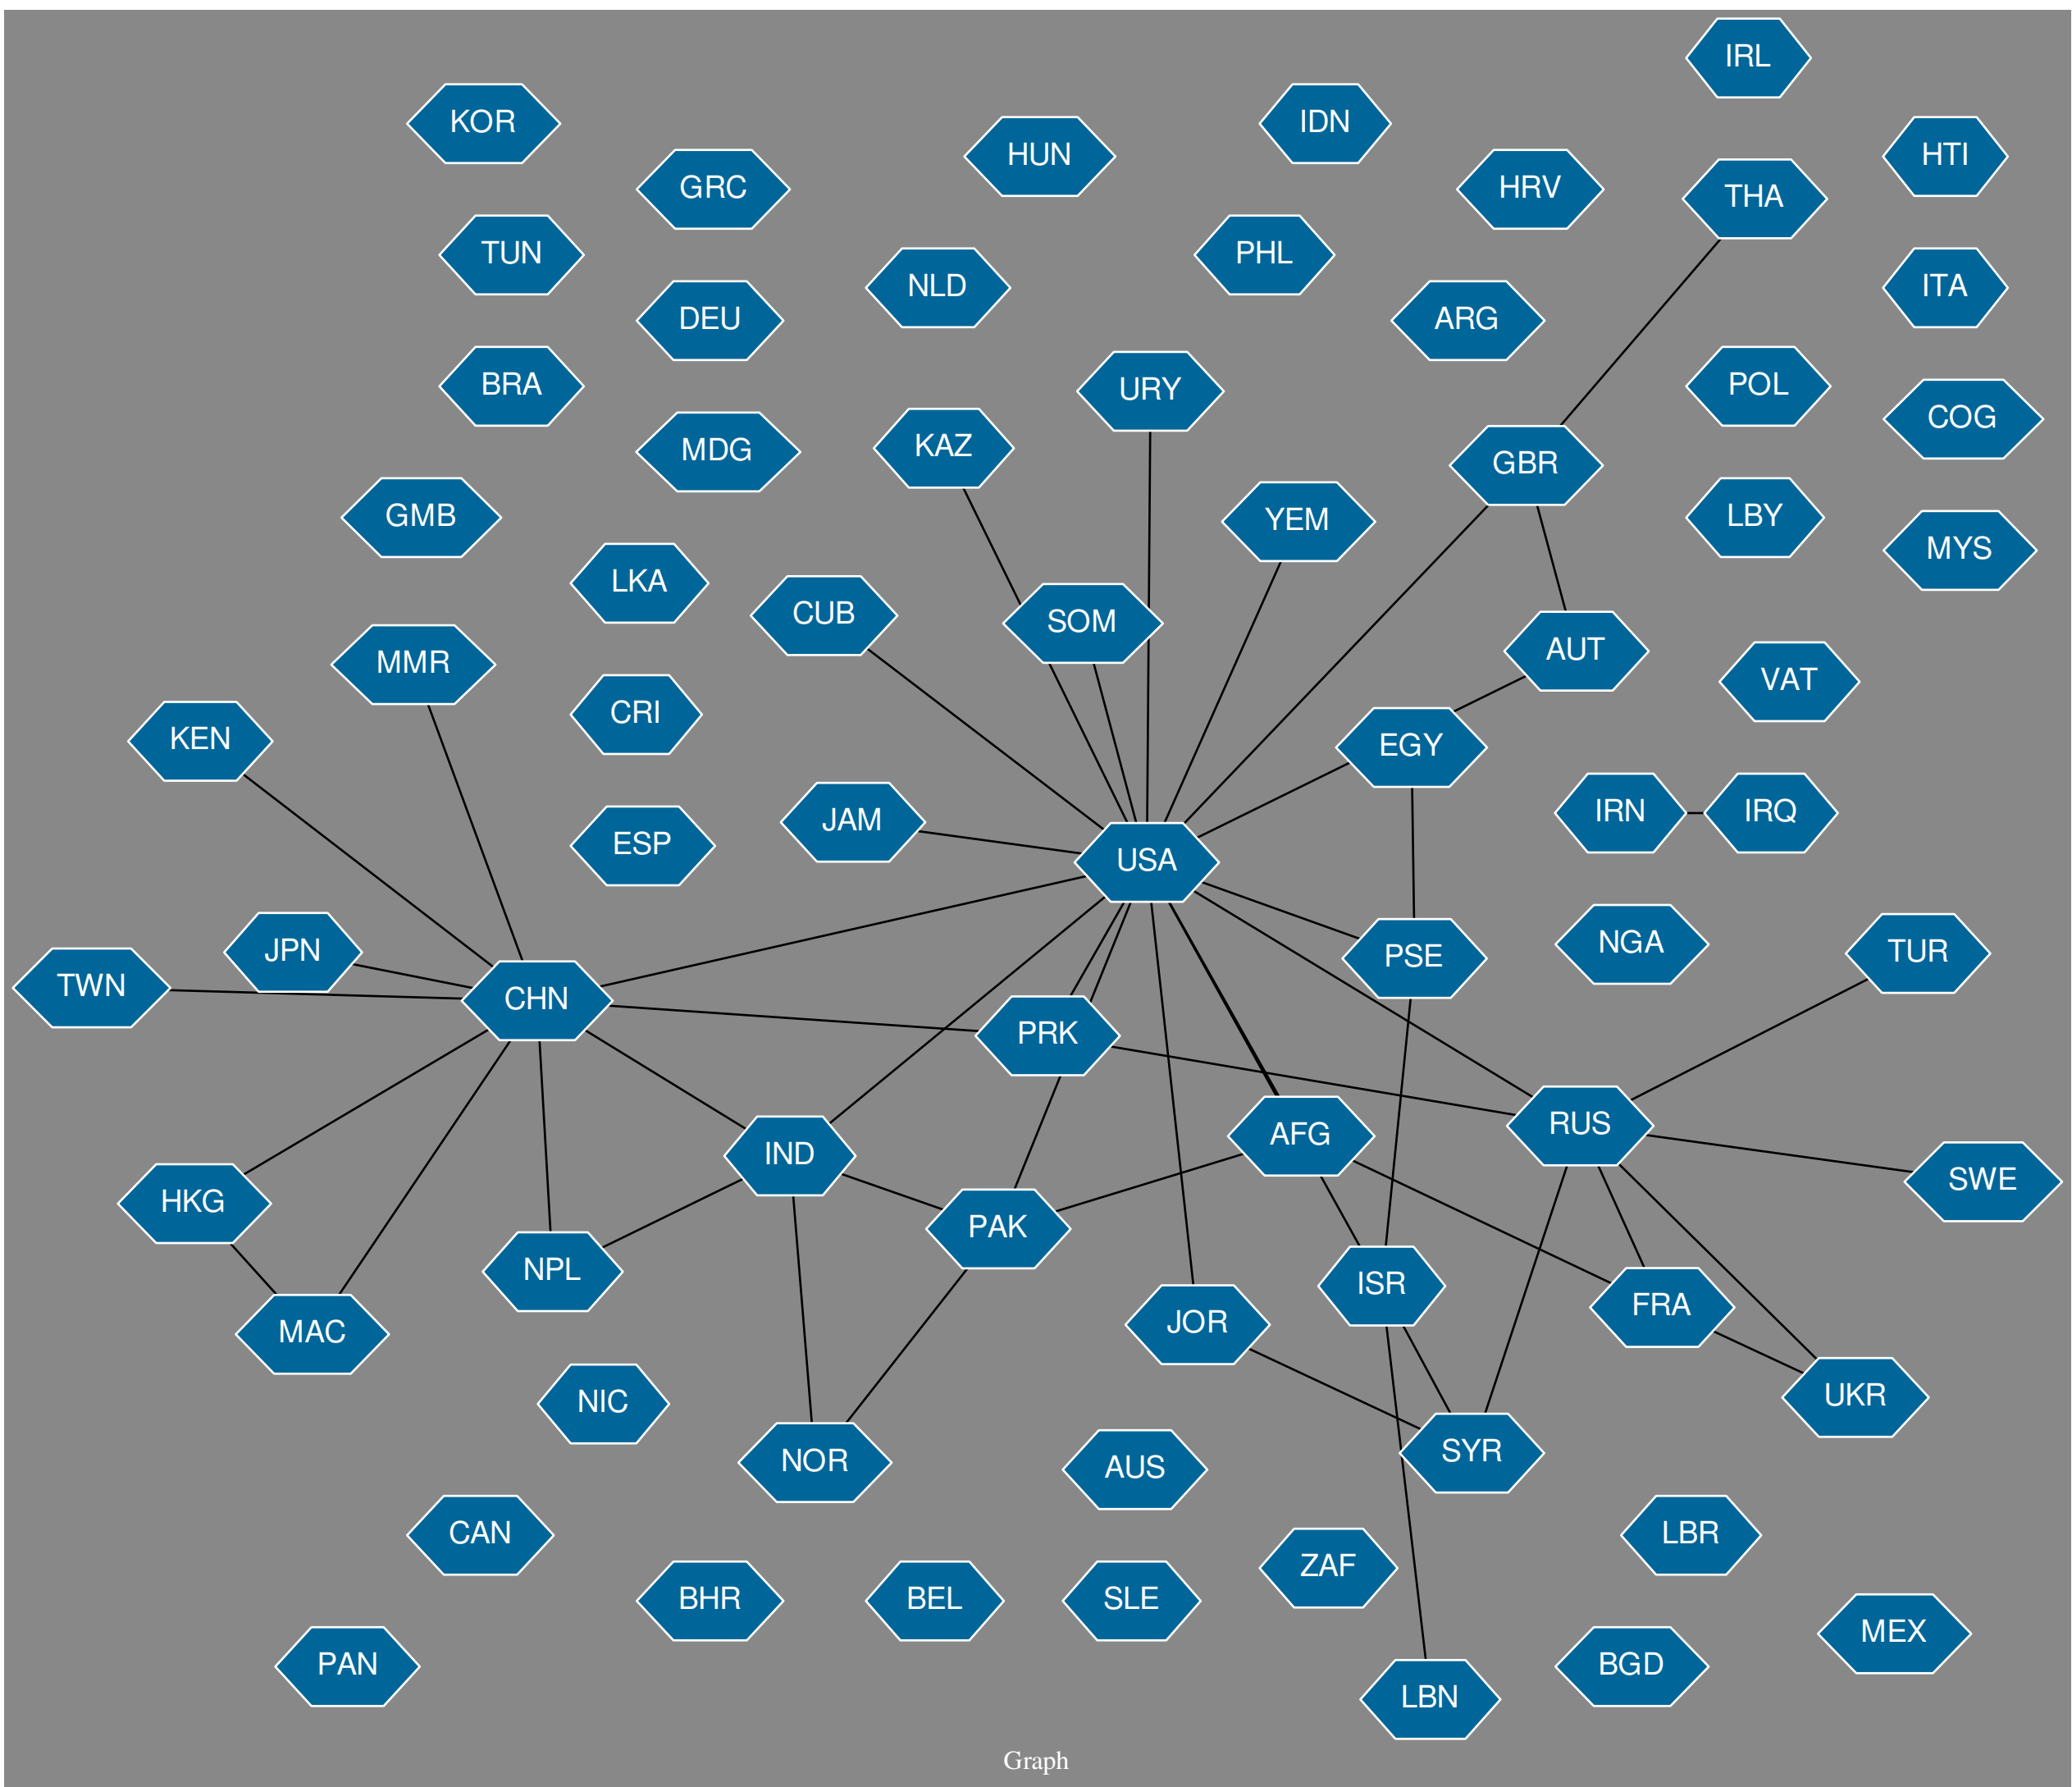 IRL
KOR
IDN
HUN
HTI
GRC
HRV
THA
TUN
PHL
NLD
ITA
DEU
ARG
BRA
URY
POL
COG
MDG
KAZ
GBR
GMB
YEM
LBY
MYS
LKA
CUB
SOM
AUT
MMR
VAT
CRI
KEN
EGY
JAM
IRN
IRQ
ESP
USA
NGA
TUR
JPN
PSE
TWN
CHN
PRK
RUS
AFG
IND
SWE
HKG
PAK
NPL
ISR
FRA
JOR
MAC
UKR
NIC
SYR
NOR
AUS
CAN
LBR
ZAF
BHR
BEL
SLE
MEX
PAN
BGD
LBN
Graph